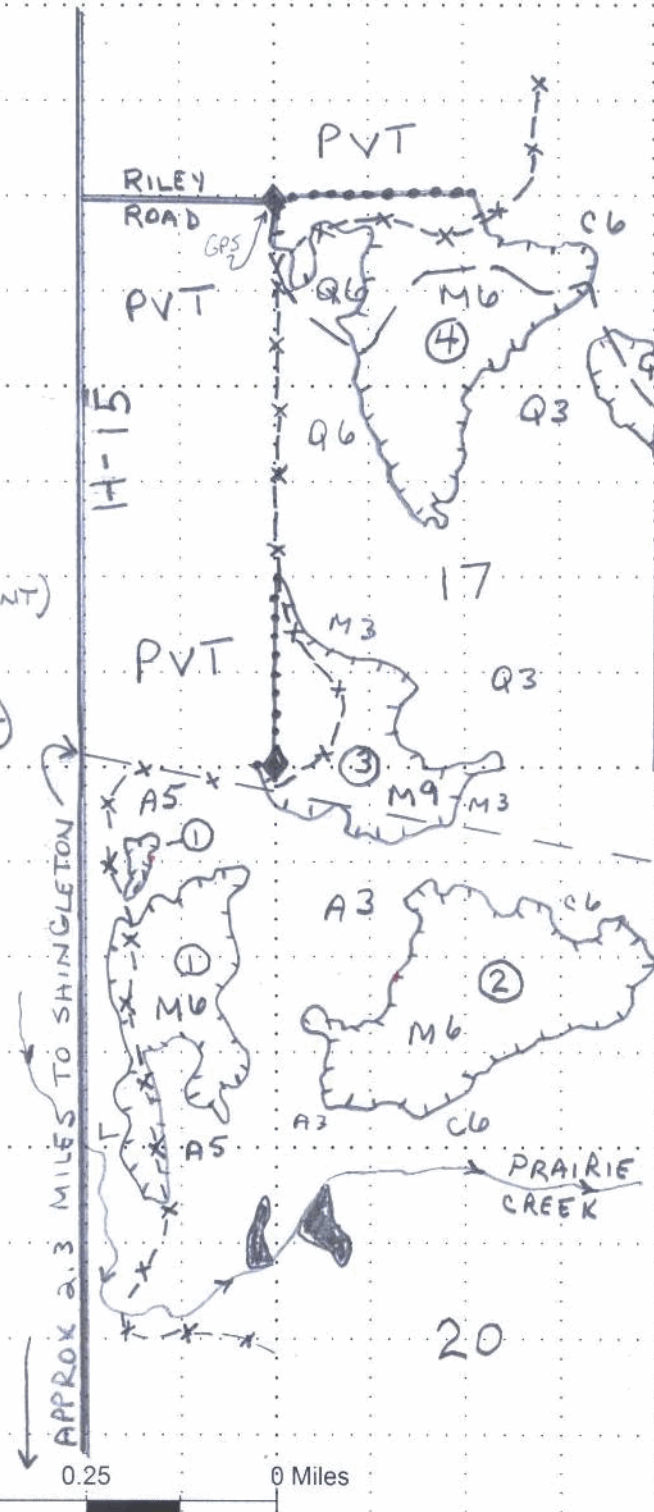 PVT
RILEY
ROAD
C6
GPS
PVT
Q6
M6
4
H-15
Q6
Q3
17
M3
PVT
Q3
3
A5
M9
M3
1
A3
C6
1
2
M6
M6
A3
C6
A5
PRAIRIE
CREEK
20
APPROX 2.3 MILES TO SHINGLETON
0.25
0 Miles